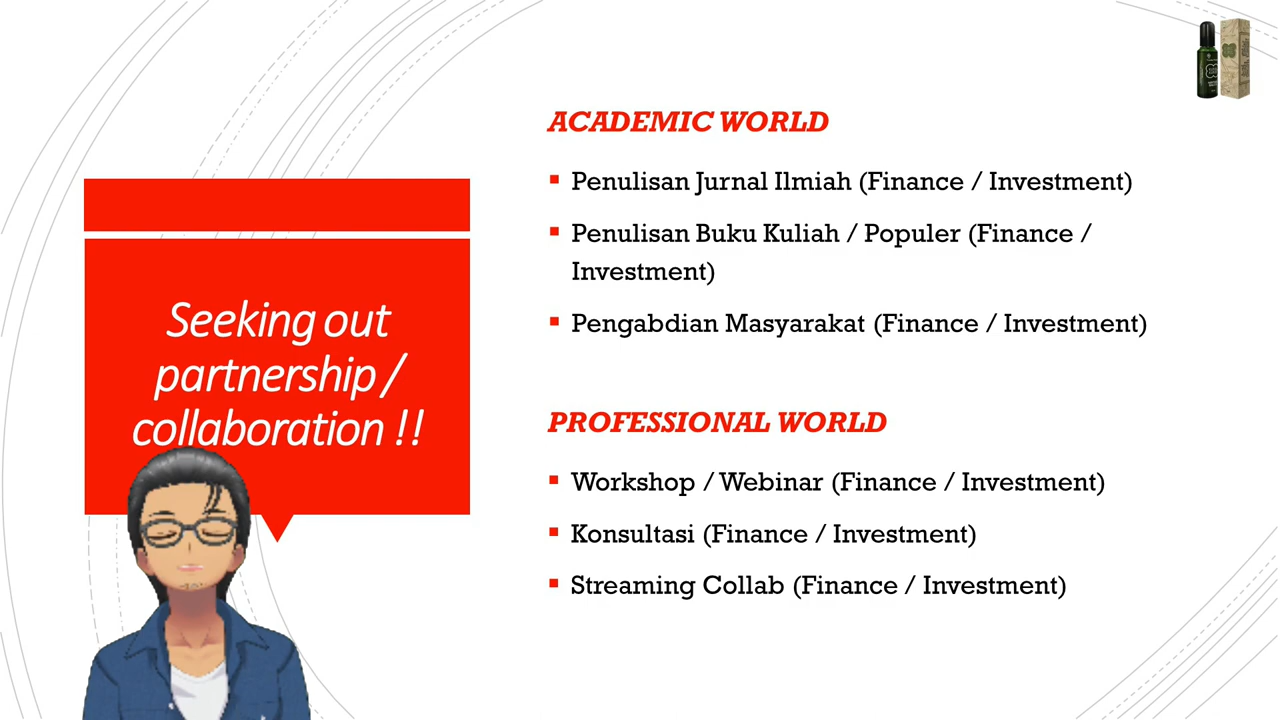 Seeking out
partnership /
collaboration !!
ACADEMIC WORLD
Penulisan Jurnal Ilmiah (Finance / Investment)
Penulisan Buku Kuliah / Populer (Finance /
Investment)
Pengabdian Masyarakat (Finance / Investment)
PROFESSIONAL WORLD
Workshop / Webinar (Finance / Investment)
Konsultasi (Finance / Investment)
Streaming Collab (Finance / Investment)